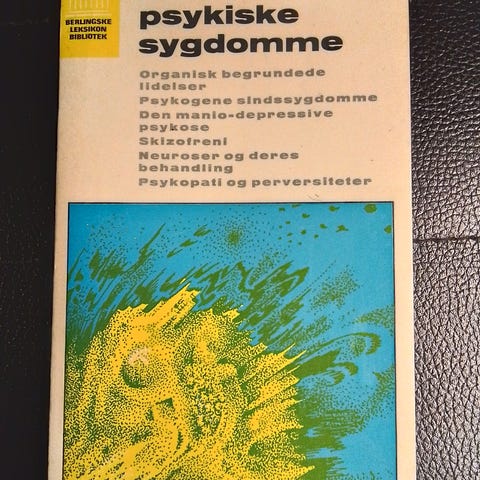 BERLINGSKE
LEKSIKON
BIBLIOTEK
psykiske
sygdomme
Organisk begrundede
lidelser
Psykogene sindssygdomme
Den manio-depressive
psykose
Skizofreni
Neuroser og deres
behandling
Psykopati og perversiteter